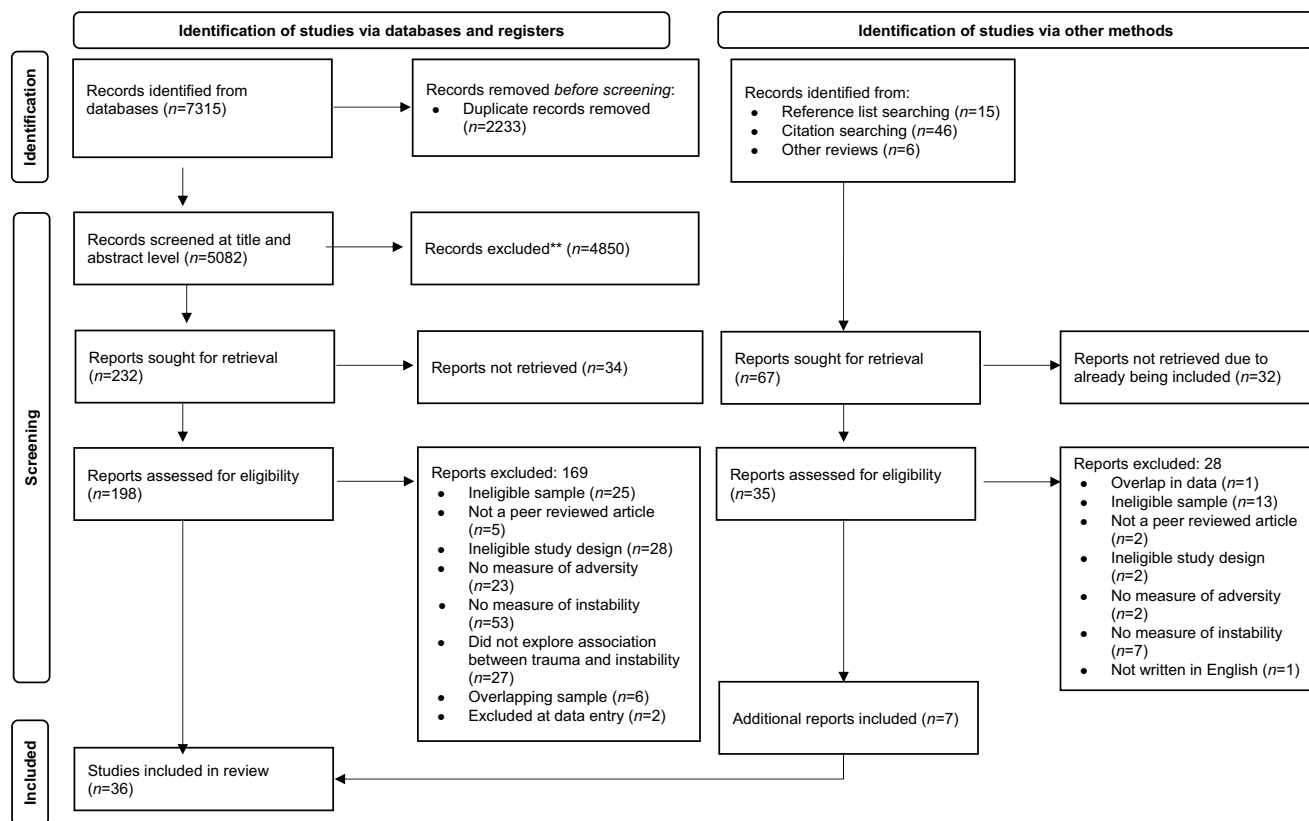 Identification of studies via databases and registers
Identification of studies via other methods
Identification
Records identified from
databases (n=7315)
Records removed before screening:
● Duplicate records removed
(n=2233)
Records identified from:
● Reference list searching (n=15)
● Citation searching (n=46)
● Other reviews (n=6)
Screening
Records screened at title and
abstract level (n=5082)
Records excluded** (n=4850)
Reports sought for retrieval
(n=232)
Reports not retrieved (n=34)
Reports sought for retrieval
(n=67)
Reports not retrieved due to
already being included (n=32)
Reports assessed for eligibility
(n=198)
Reports excluded: 169
● Ineligible sample (n=25)
● Not a peer reviewed article
(n=5)
● Ineligible study design (n=28)
● No measure of adversity
(n=23)
● No measure of instability
(n=53)
● Did not explore association
between trauma and instability
(n=27)
● Overlapping sample (n=6)
● Excluded at data entry (n=2)
Reports assessed for eligibility
(n=35)
Reports excluded: 28
● Overlap in data (n=1)
● Ineligible sample (n=13)
● Not a peer reviewed article
(n=2)
● Ineligible study design
(n=2)
● No measure of adversity
(n=2)
● No measure of instability
(n=7)
● Not written in English (n=1)
Additional reports included (n=7)
Included
Studies included in review
(n=36)